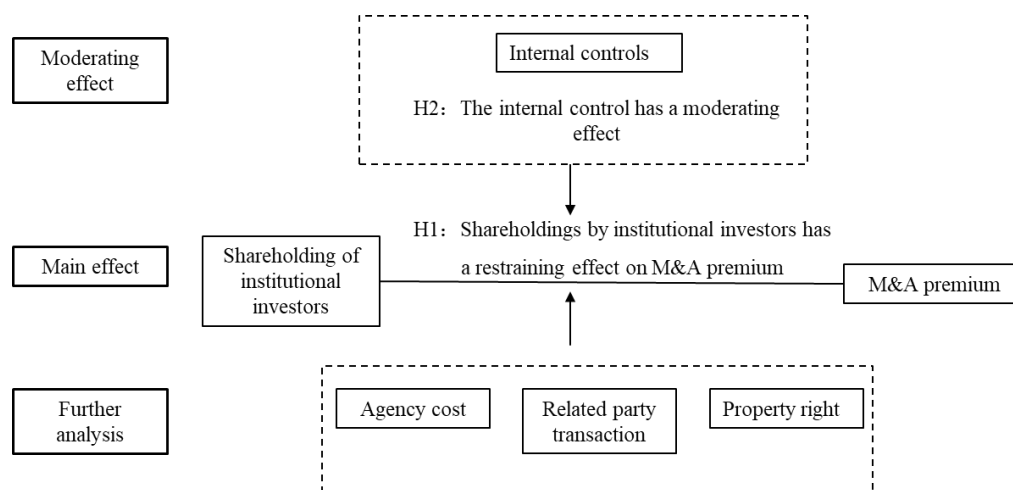 Moderating
effect
Internal controls
H2：The internal control has a moderating
effect
Main effect
Shareholding of
institutional
investors
H1：Shareholdings by institutional investors has
a restraining effect on M&A premium
M&A premium
Further
analysis
Agency cost
Related party
transaction
Property right